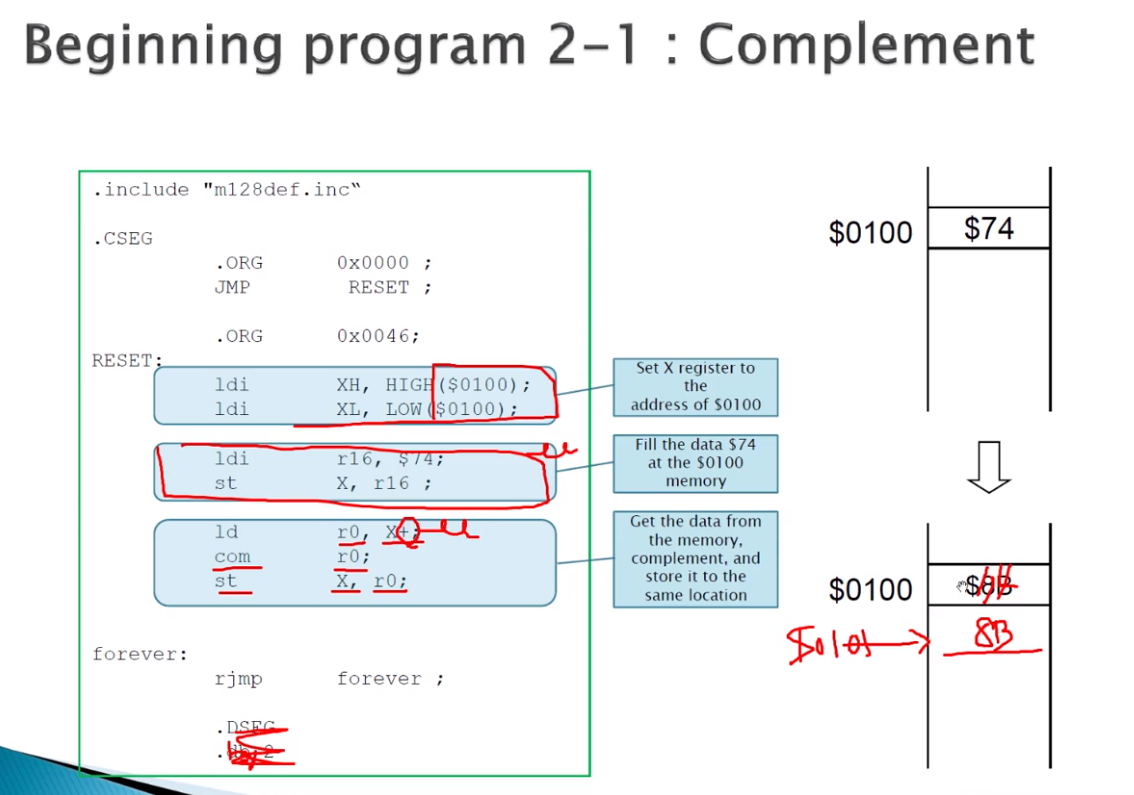 Beginning program 2-1 : Complement
.include "m128def.inc“
.CSEG
.ORG 0x0000 ;
JMP RESET ;
.ORG 0x0046;
RESET:
ldi XH, HIGH($0100);
ldi XL, LOW($0100);
ldi r16, $74;
st X, r16 ;
ld r0, X+;
com r0;
st X, r0;
forever:
rjmp forever ;
.DSEG
Set X register to
the
address of $0100
Fill the data $74
at the $0100
memory
Get the data from
the memory,
complement, and
store it to the
same location
$0100 $74
$0100 $8B
$0101 8B